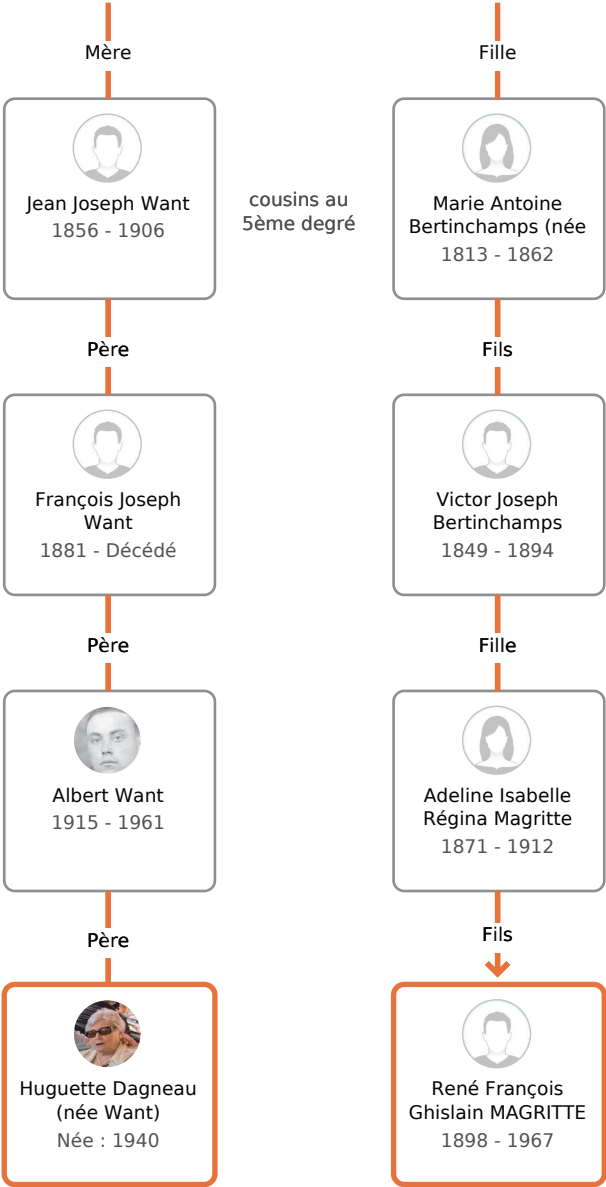 Mère
Fille
Jean Joseph Want
1856 - 1906
cousins au
5ème degré
Marie Antoine
Bertinchamps (née
1813 - 1862
Père
Fils
François Joseph
Want
1881 - Décédé
Victor Joseph
Bertinchamps
1849 - 1894
Père
Fille
Albert Want
1915 - 1961
Adeline Isabelle
Régina Magritte
1871 - 1912
Père
Fils
Huguette Dagneau
(née Want)
Née : 1940
René François
Ghislain MAGRITTE
1898 - 1967